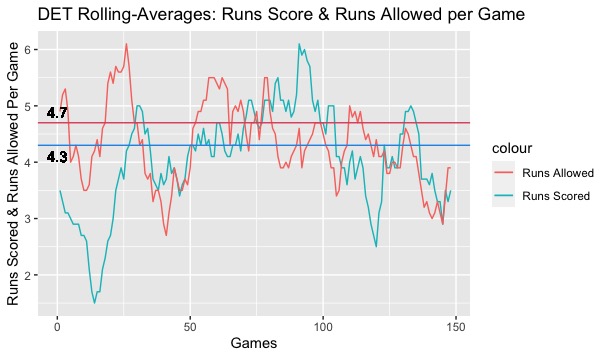 DET Rolling-Averages: Runs Score & Runs Allowed per Game
Runs Scored & Runs Allowed Per Game
6
5
4
3
2
4.7
4.3
0
50
100
150
Games
colour
Runs Allowed
Runs Scored